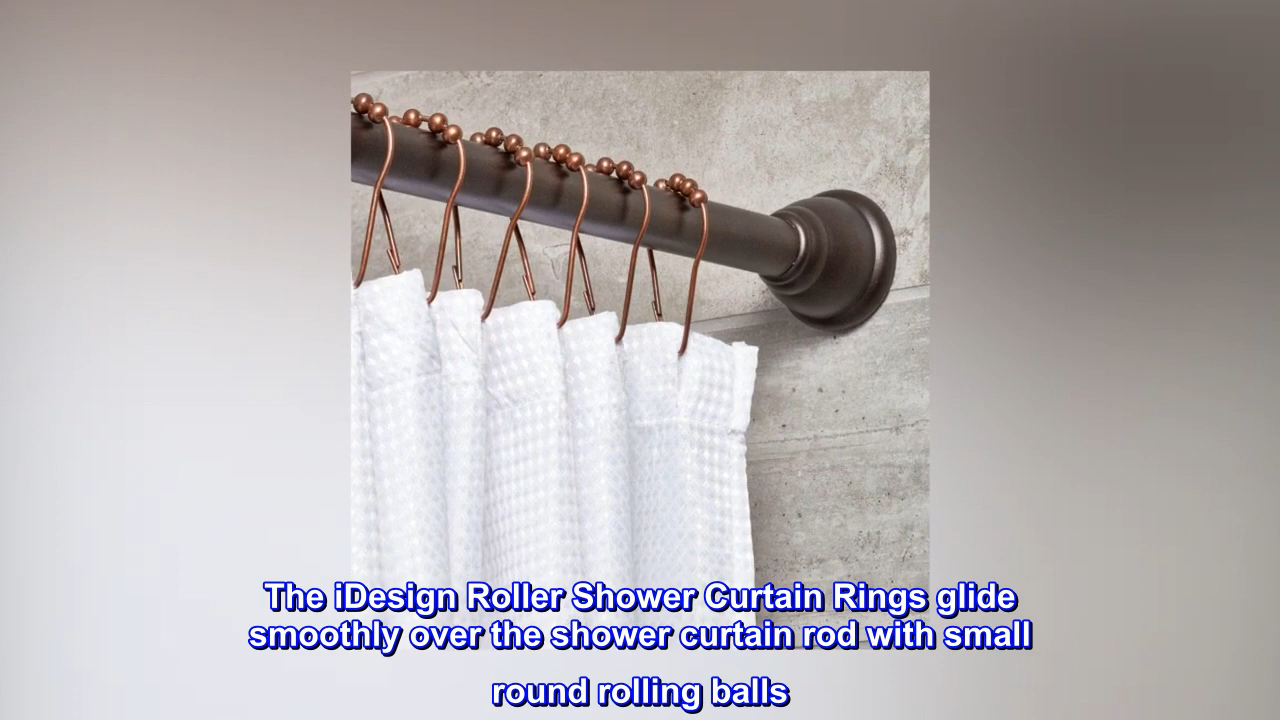 The iDesign Roller Shower Curtain Rings glide
smoothly over the shower curtain rod with small
round rolling balls